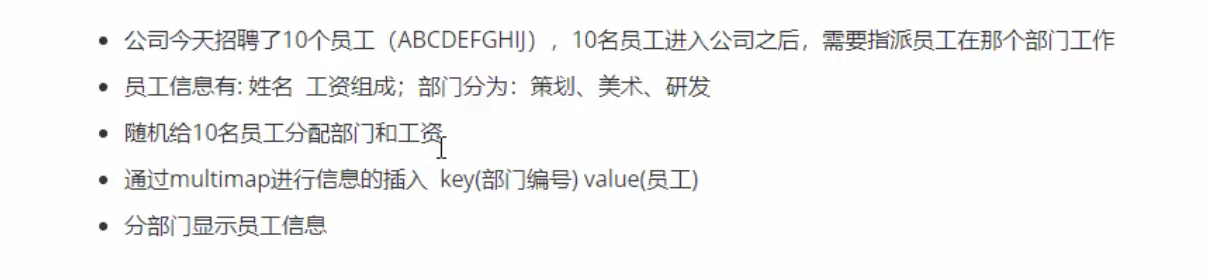 公司今天招聘了10个员工（ABCDEFGHIJ），10名员工进入公司之后，需要指派员工在那个部门工作
员工信息有: 姓名 工资组成；部门分为：策划、美术、研发
随机给10名员工分配部门和工资
通过multimap进行信息的插入 key(部门编号) value(员工)
分部门显示员工信息